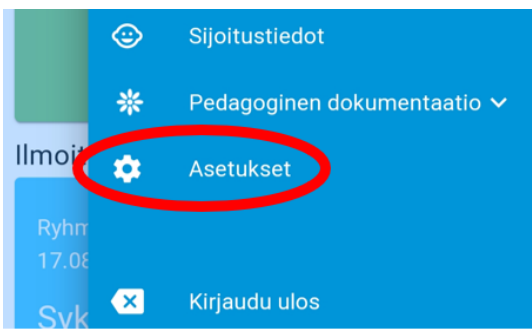 Sijoitustiedot
Pedagoginen dokumentaatio
Ilmoit
Asetukset
Ryhm
17.08
Kirjaudu ulos
Syk